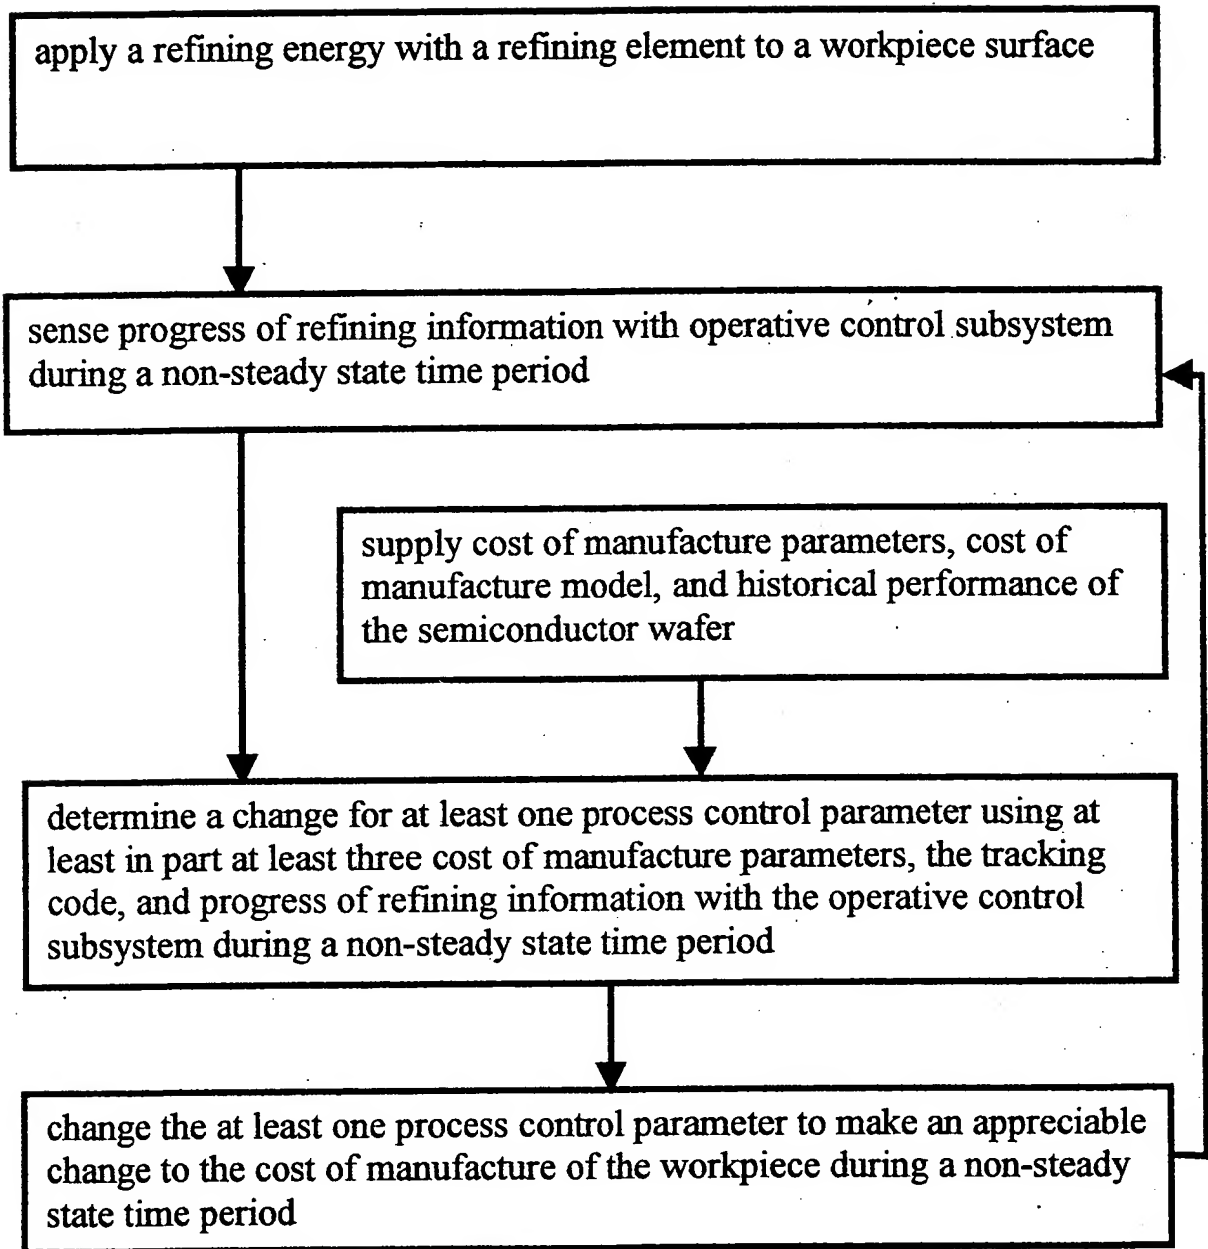 apply a refining energy with a refining element to a workpiece surface
sense progress of refining information with operative control subsystem
during a non-steady state time period
supply cost of manufacture parameters, cost of
manufacture model, and historical performance of
the semiconductor wafer
determine a change for at least one process control parameter using at
least in part at least three cost of manufacture parameters, the tracking
code, and progress of refining information with the operative control
subsystem during a non-steady state time period
change the at least one process control parameter to make an appreciable
change to the cost of manufacture of the workpiece during a non-steady
state time period